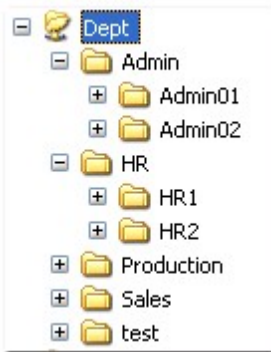 Dept
Admin
Admin01
Admin02
HR
HR1
HR2
Production
Sales
test